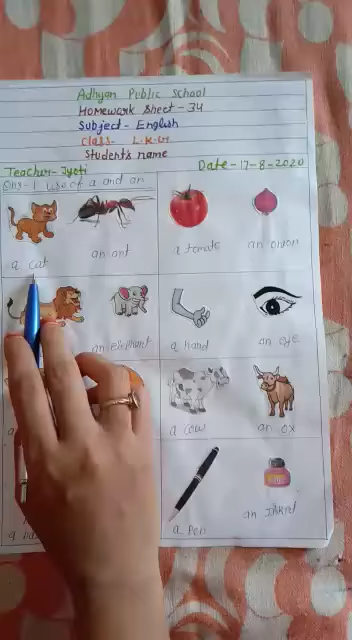 Adhyan Public School
Homework Sheet - 34
Subject - English
Class - L.K.G
Student's name
Teacher - Jyoti
Date - 17-8-2020
Qus-1 Use of a and an
a cat
an ant
a tomato
an onion
an elephant
a hand
an eye
a cow
an ox
a
a pen
an Inkpot